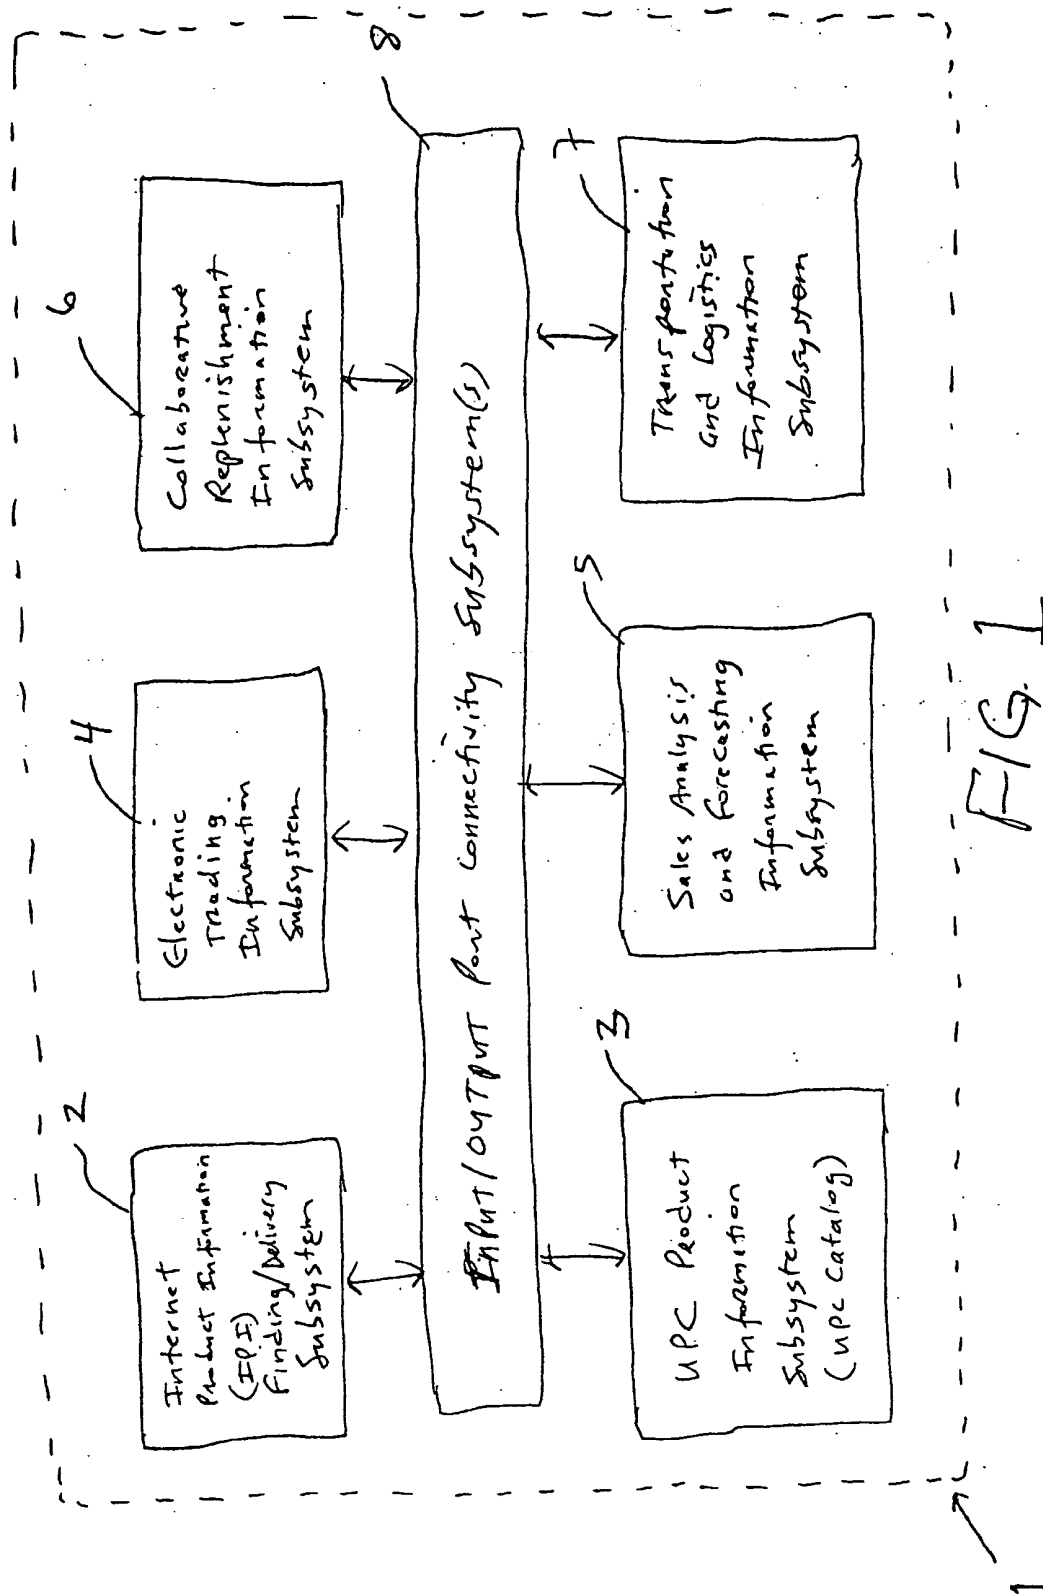 2
Internet
Product Information
(IPI)
Finding/Delivery
Subsystem
4
Electronic
Trading
Information
Subsystem
6
Collaborative
Replenishment
Information
Subsystem
8
Input/Output Port Connectivity Subsystem(s)
3
UPC Product
Information
Subsystem
(UPC Catalog)
5
Sales Analysis
and Forecasting
Information
Subsystem
7
Transportation
and Logistics
Information
Subsystem
1
FIG. 1